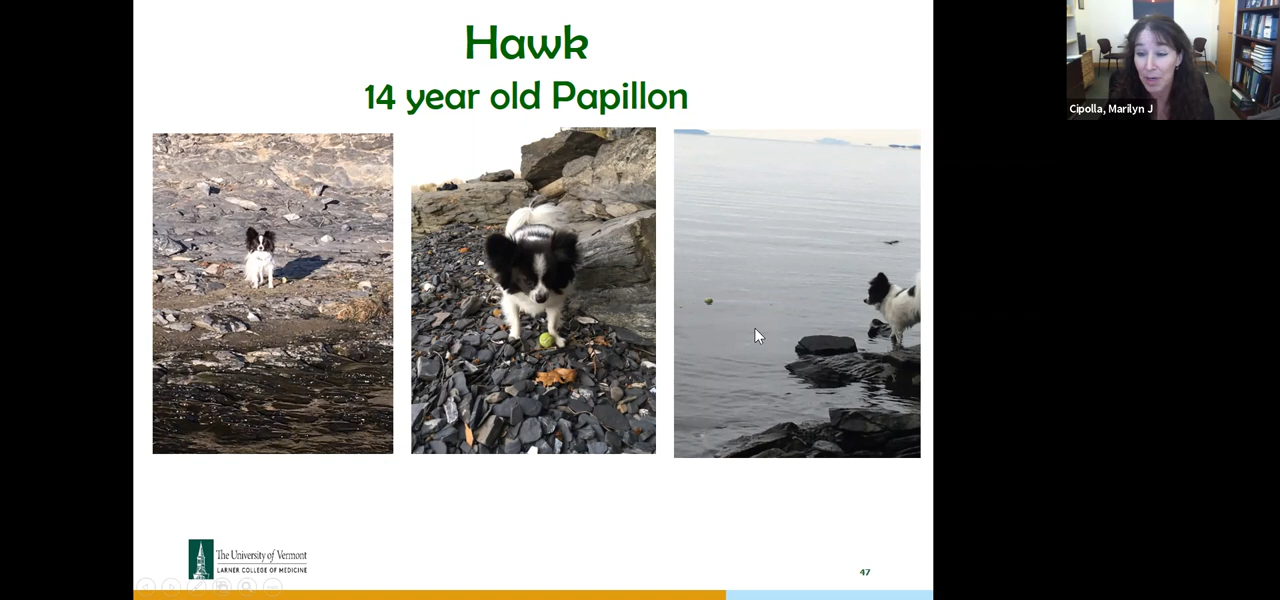 Hawk
14 year old Papillon
Cipolla, Marilyn J
The University of Vermont
LARNER COLLEGE OF MEDICINE
47